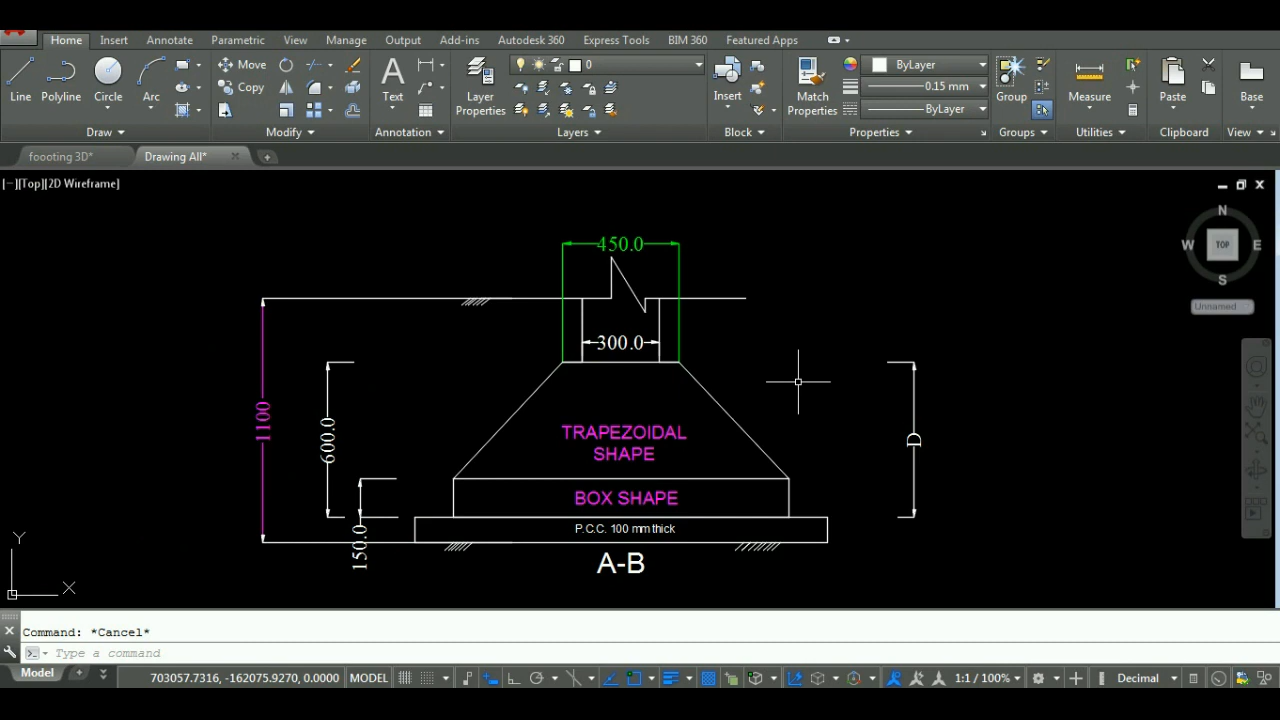 Home Insert Annotate Parametric View Manage Output Add-ins Autodesk 360 Express Tools BIM 360 Featured Apps
Move
Copy
Line Polyline Circle Arc
Text
Layer Properties
0
Insert
Match Properties
ByLayer
0.15 mm
ByLayer
Group
Measure
Paste
Base
Draw Modify Annotation Layers Block Properties Groups Utilities Clipboard View
foooting 3D* Drawing All*
[−][Top][2D Wireframe]
N
W TOP E
S
Unnamed
450.0
300.0
1100
600.0
150.0
D
TRAPEZOIDAL
SHAPE
BOX SHAPE
P.C.C. 100 mm thick
A-B
Y
X
Command: *Cancel*
Type a command
Model
703057.7316, -162075.9270, 0.0000 MODEL 1:1 / 100% Decimal